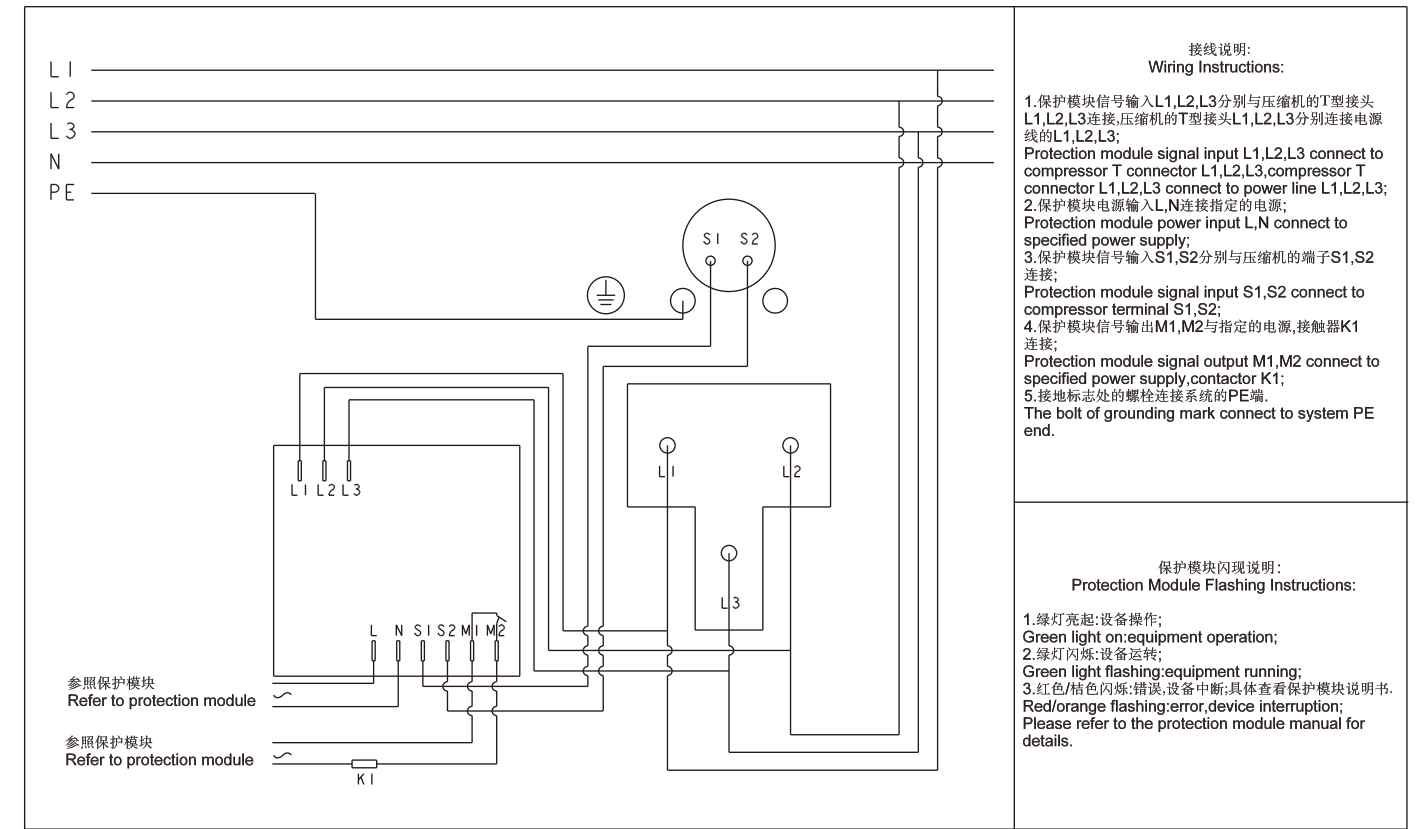 L1
L2
L3
N
PE
S1 S2
L1 L2
L3
L1 L2 L3
L N S1 S2 M1 M2
参照保护模块
Refer to protection module
参照保护模块
Refer to protection module
K1
接线说明:
Wiring Instructions:
1.保护模块信号输入L1,L2,L3分别与压缩机的T型接头
L1,L2,L3连接,压缩机的T型接头L1,L2,L3分别连接电源
线的L1,L2,L3;
Protection module signal input L1,L2,L3 connect to
compressor T connector L1,L2,L3,compressor T
connector L1,L2,L3 connect to power line L1,L2,L3;
2.保护模块电源输入L,N连接指定的电源;
Protection module power input L,N connect to
specified power supply;
3.保护模块信号输入S1,S2分别与压缩机的端子S1,S2
连接;
Protection module signal input S1,S2 connect to
compressor terminal S1,S2;
4.保护模块信号输出M1,M2与指定的电源,接触器K1
连接;
Protection module signal output M1,M2 connect to
specified power supply,contactor K1;
5.接地标志处的螺栓连接系统的PE端.
The bolt of grounding mark connect to system PE
end.
保护模块闪现说明:
Protection Module Flashing Instructions:
1.绿灯亮起:设备操作;
Green light on:equipment operation;
2.绿灯闪烁:设备运转;
Green light flashing:equipment running;
3.红色/桔色闪烁:错误,设备中断;具体查看保护模块说明书.
Red/orange flashing:error,device interruption;
Please refer to the protection module manual for
details.